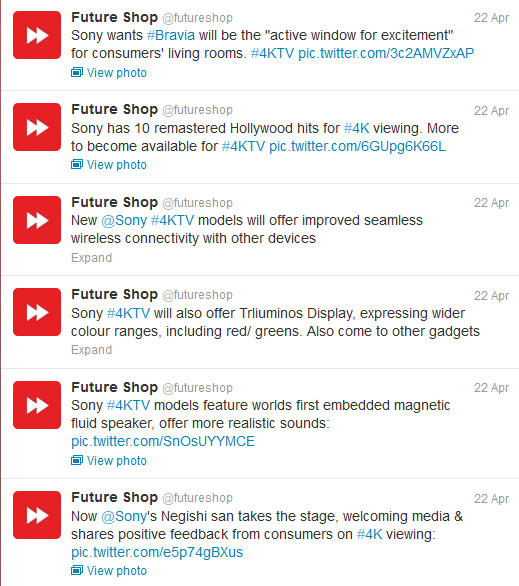 Future Shop @futureshop 22 Apr
Sony wants #Bravia will be the "active window for excitement"
for consumers' living rooms. #4KTV pic.twitter.com/3c2AMVZxAP
View photo
Future Shop @futureshop 22 Apr
Sony has 10 remastered Hollywood hits for #4K viewing. More
to become available for #4KTV pic.twitter.com/6GUpg6K66L
View photo
Future Shop @futureshop 22 Apr
New @Sony #4KTV models will offer improved seamless
wireless connectivity with other devices
Expand
Future Shop @futureshop 22 Apr
Sony #4KTV will also offer Trliuminos Display, expressing wider
colour ranges, including red/ greens. Also come to other gadgets
Expand
Future Shop @futureshop 22 Apr
Sony #4KTV models feature worlds first embedded magnetic
fluid speaker, offer more realistic sounds:
pic.twitter.com/SnOsUYYMCE
View photo
Future Shop @futureshop 22 Apr
Now @Sony's Negishi san takes the stage, welcoming media &
shares positive feedback from consumers on #4K viewing:
pic.twitter.com/e5p74gBXus
View photo